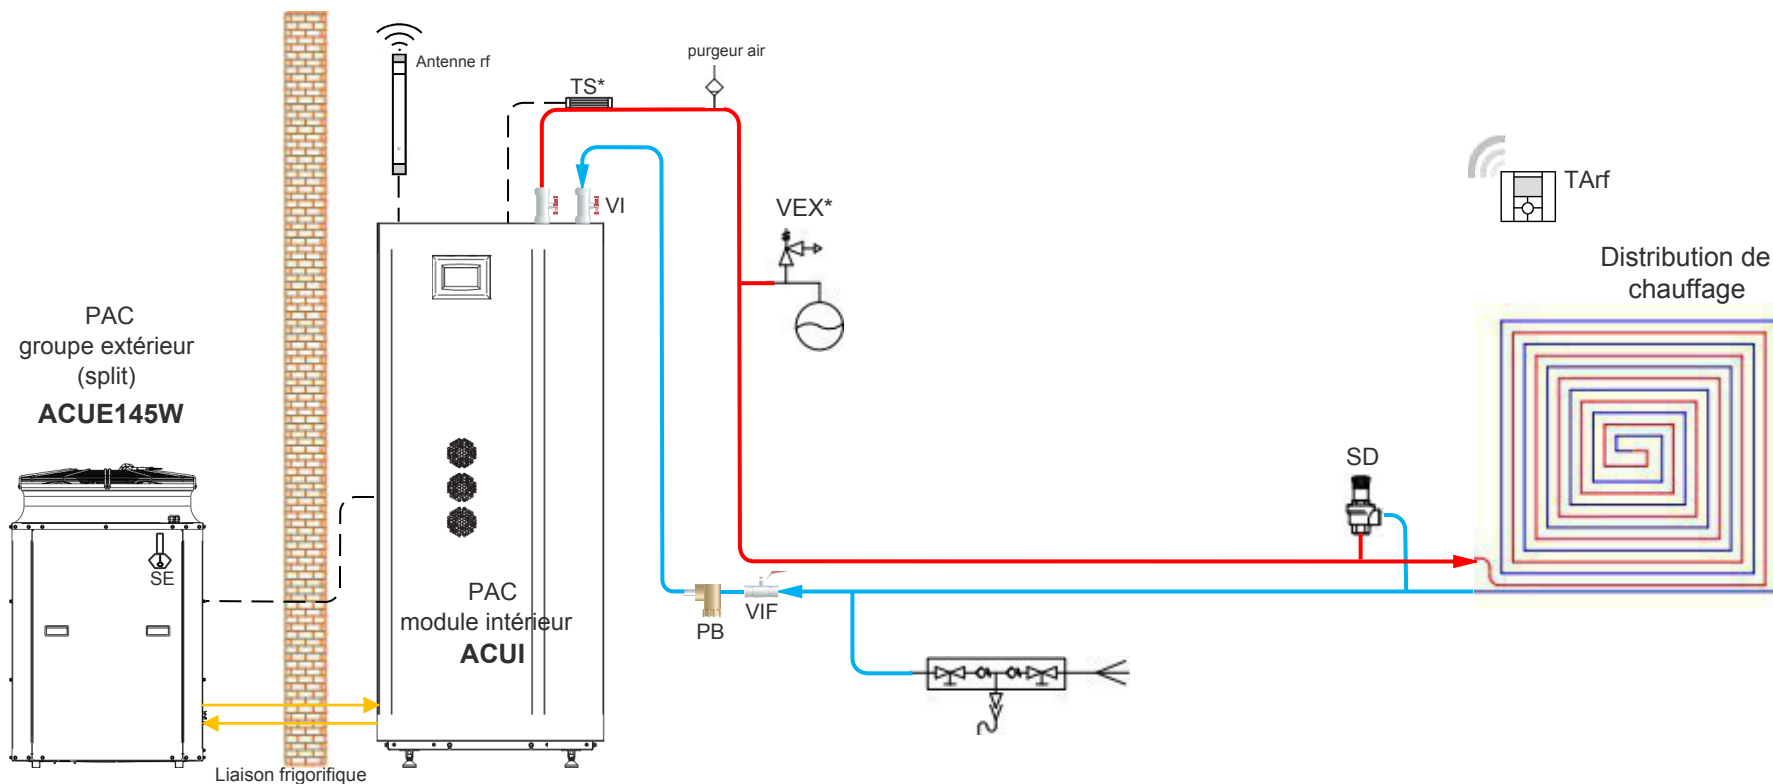 Antenne rf
purgeur air
TS*
VI
VEX*
TArf
Distribution de
chauffage
PAC
groupe extérieur
(split)
ACUE145W
SD
SE
PAC
module intérieur
ACUI
PB
VIF
Liaison frigorifique